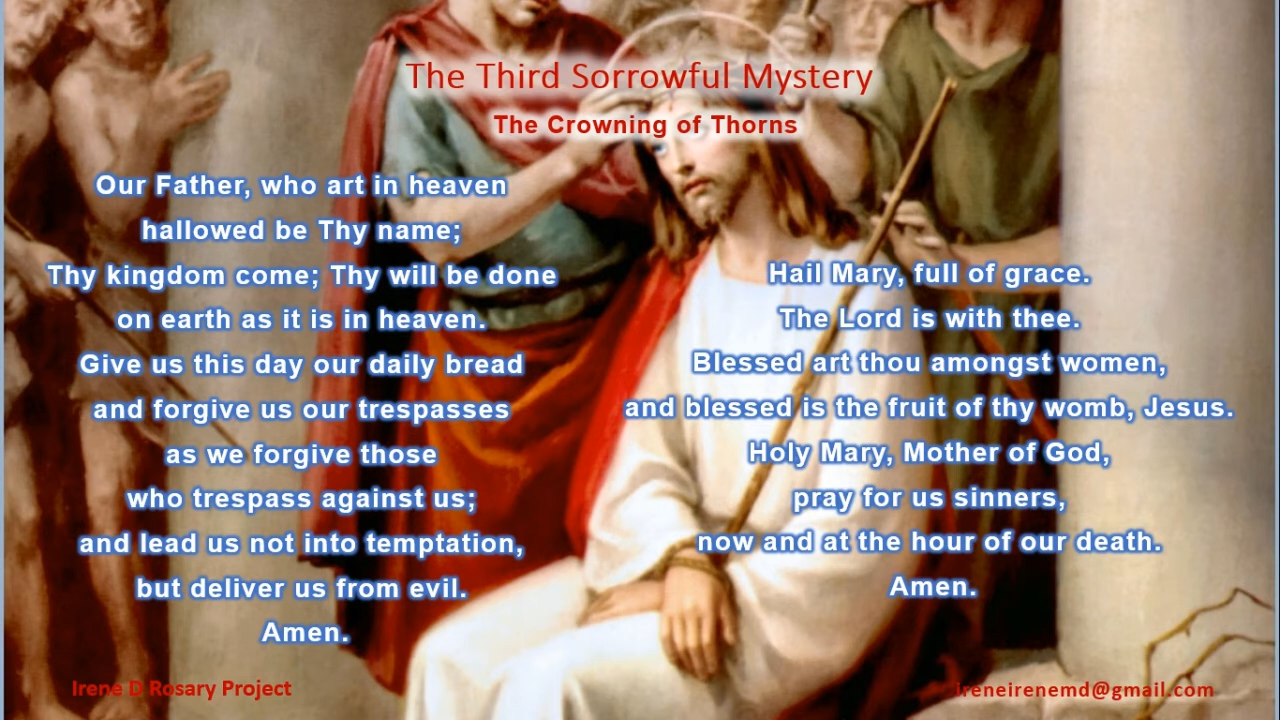 The Third Sorrowful Mystery
The Crowning of Thorns
Our Father, who art in heaven
hallowed be Thy name;
Thy kingdom come; Thy will be done
on earth as it is in heaven.
Give us this day our daily bread
and forgive us our trespasses
as we forgive those
who trespass against us;
and lead us not into temptation,
but deliver us from evil.
Amen.
Hail Mary, full of grace.
The Lord is with thee.
Blessed art thou amongst women,
and blessed is the fruit of thy womb, Jesus.
Holy Mary, Mother of God,
pray for us sinners,
now and at the hour of our death.
Amen.
Irene D Rosary Project
ireneirenemd@gmail.com